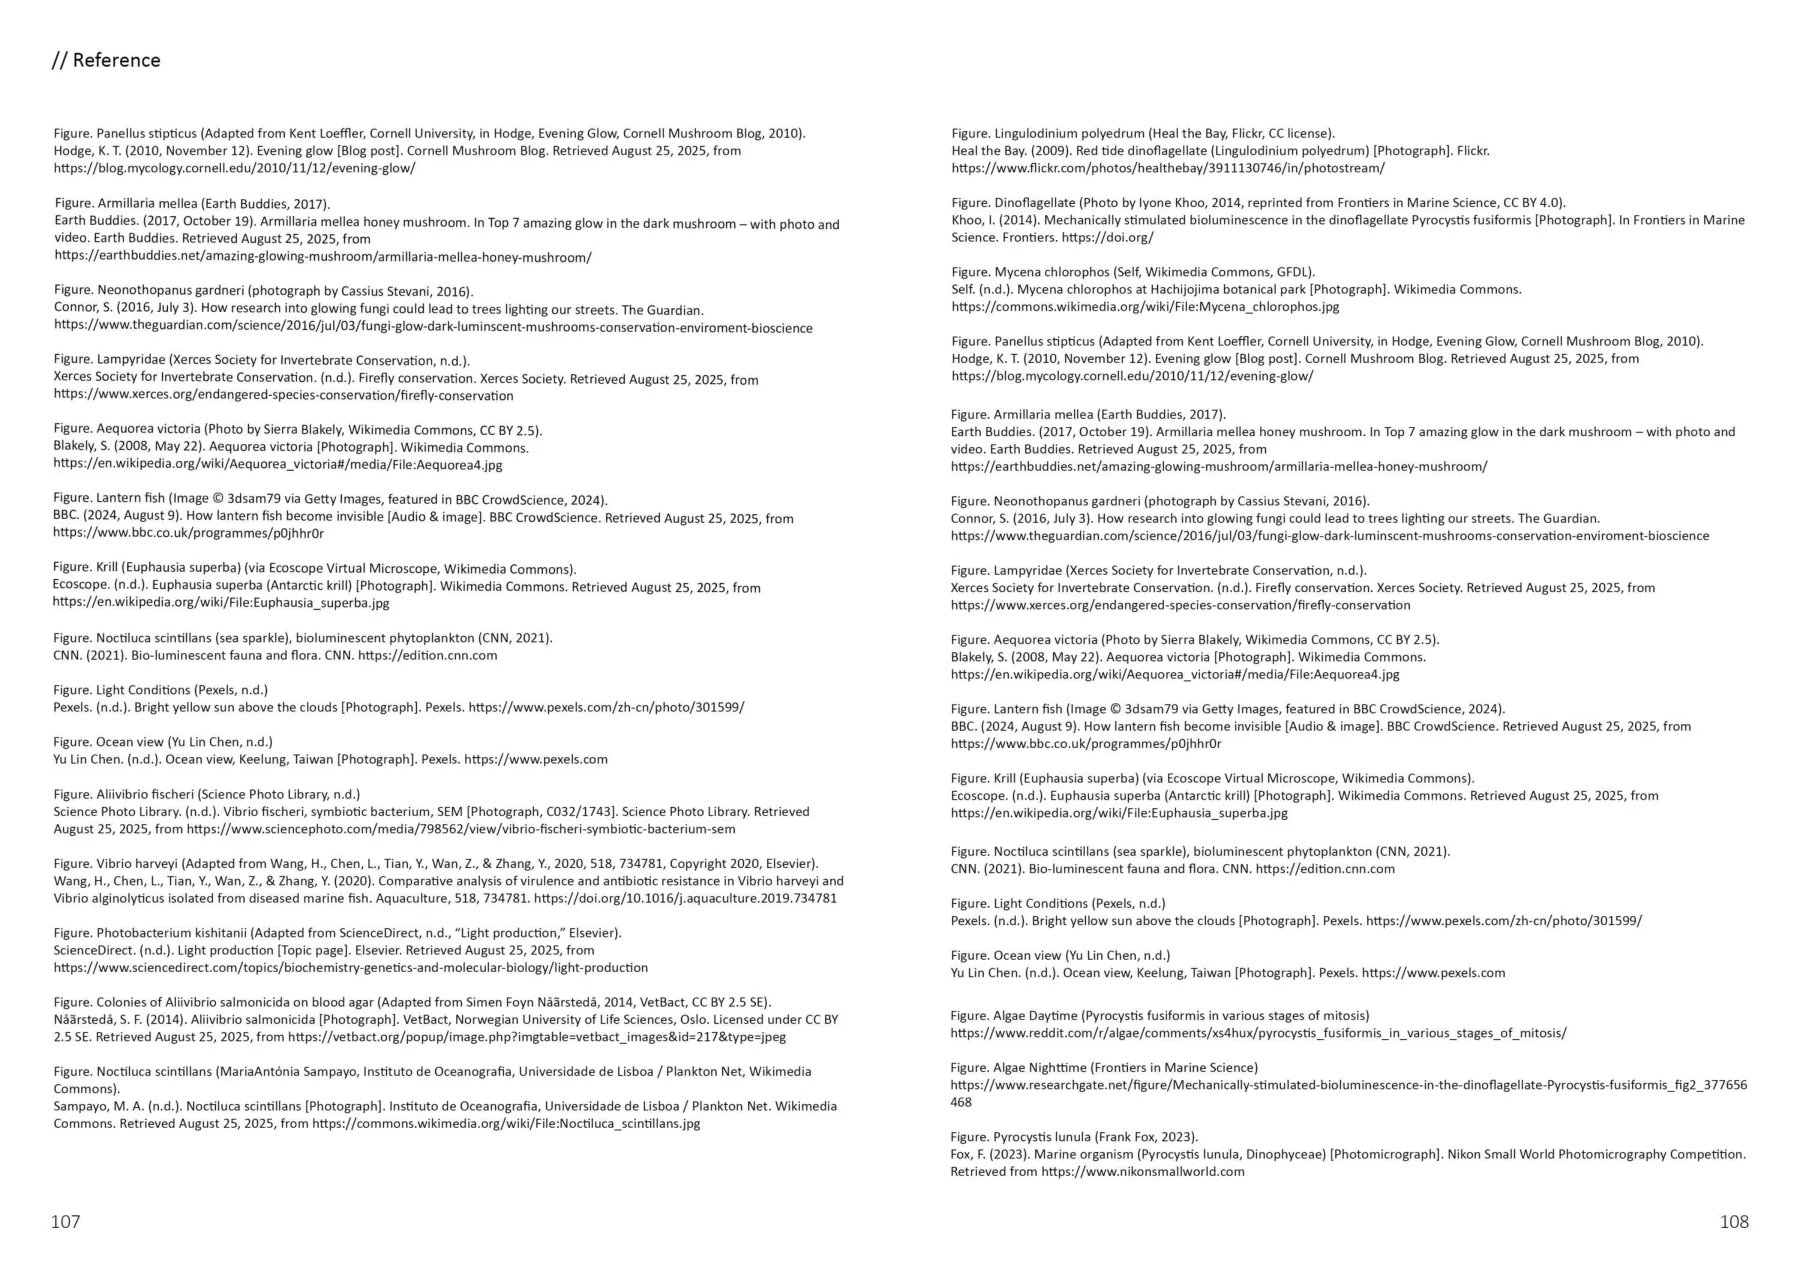 // Reference
Figure. Panellus stipticus (Adapted from Kent Loeffler, Cornell University, in Hodge, Evening Glow, Cornell Mushroom Blog, 2010).
Hodge, K. T. (2010, November 12). Evening glow [Blog post]. Cornell Mushroom Blog. Retrieved August 25, 2025, from
https://blog.mycology.cornell.edu/2010/11/12/evening-glow/
Figure. Armillaria mellea (Earth Buddies, 2017).
Earth Buddies. (2017, October 19). Armillaria mellea honey mushroom. In Top 7 amazing glow in the dark mushroom – with photo and
video. Earth Buddies. Retrieved August 25, 2025, from
https://earthbuddies.net/amazing-glowing-mushroom/armillaria-mellea-honey-mushroom/
Figure. Neonothopanus gardneri (photograph by Cassius Stevani, 2016).
Connor, S. (2016, July 3). How research into glowing fungi could lead to trees lighting our streets. The Guardian.
https://www.theguardian.com/science/2016/jul/03/fungi-glow-dark-luminscent-mushrooms-conservation-enviroment-bioscience
Figure. Lampyridae (Xerces Society for Invertebrate Conservation, n.d.).
Xerces Society for Invertebrate Conservation. (n.d.). Firefly conservation. Xerces Society. Retrieved August 25, 2025, from
https://www.xerces.org/endangered-species-conservation/firefly-conservation
Figure. Aequorea victoria (Photo by Sierra Blakely, Wikimedia Commons, CC BY 2.5).
Blakely, S. (2008, May 22). Aequorea victoria [Photograph]. Wikimedia Commons.
https://en.wikipedia.org/wiki/Aequorea_victoria#/media/File:Aequorea4.jpg
Figure. Lantern fish (Image © 3dsam79 via Getty Images, featured in BBC CrowdScience, 2024).
BBC. (2024, August 9). How lantern fish become invisible [Audio & image]. BBC CrowdScience. Retrieved August 25, 2025, from
https://www.bbc.co.uk/programmes/p0jhhr0r
Figure. Krill (Euphausia superba) (via Ecoscope Virtual Microscope, Wikimedia Commons).
Ecoscope. (n.d.). Euphausia superba (Antarctic krill) [Photograph]. Wikimedia Commons. Retrieved August 25, 2025, from
https://en.wikipedia.org/wiki/File:Euphausia_superba.jpg
Figure. Noctiluca scintillans (sea sparkle), bioluminescent phytoplankton (CNN, 2021).
CNN. (2021). Bio-luminescent fauna and flora. CNN. https://edition.cnn.com
Figure. Light Conditions (Pexels, n.d.)
Pexels. (n.d.). Bright yellow sun above the clouds [Photograph]. Pexels. https://www.pexels.com/zh-cn/photo/301599/
Figure. Ocean view (Yu Lin Chen, n.d.)
Yu Lin Chen. (n.d.). Ocean view, Keelung, Taiwan [Photograph]. Pexels. https://www.pexels.com
Figure. Aliivibrio fischeri (Science Photo Library, n.d.)
Science Photo Library. (n.d.). Vibrio fischeri, symbiotic bacterium, SEM [Photograph, C032/1743]. Science Photo Library. Retrieved
August 25, 2025, from https://www.sciencephoto.com/media/798562/view/vibrio-fischeri-symbiotic-bacterium-sem
Figure. Vibrio harveyi (Adapted from Wang, H., Chen, L., Tian, Y., Wan, Z., & Zhang, Y., 2020, 518, 734781, Copyright 2020, Elsevier).
Wang, H., Chen, L., Tian, Y., Wan, Z., & Zhang, Y. (2020). Comparative analysis of virulence and antibiotic resistance in Vibrio harveyi and
Vibrio alginolyticus isolated from diseased marine fish. Aquaculture, 518, 734781. https://doi.org/10.1016/j.aquaculture.2019.734781
Figure. Photobacterium kishitanii (Adapted from ScienceDirect, n.d., “Light production,” Elsevier).
ScienceDirect. (n.d.). Light production [Topic page]. Elsevier. Retrieved August 25, 2025, from
https://www.sciencedirect.com/topics/biochemistry-genetics-and-molecular-biology/light-production
Figure. Colonies of Aliivibrio salmonicida on blood agar (Adapted from Simen Foyn Nåãrstedå, 2014, VetBact, CC BY 2.5 SE).
Nåãrstedå, S. F. (2014). Aliivibrio salmonicida [Photograph]. VetBact, Norwegian University of Life Sciences, Oslo. Licensed under CC BY
2.5 SE. Retrieved August 25, 2025, from https://vetbact.org/popup/image.php?imgtable=vetbact_images&id=217&type=jpeg
Figure. Noctiluca scintillans (MariaAntónia Sampayo, Instituto de Oceanografia, Universidade de Lisboa / Plankton Net, Wikimedia
Commons).
Sampayo, M. A. (n.d.). Noctiluca scintillans [Photograph]. Instituto de Oceanografia, Universidade de Lisboa / Plankton Net. Wikimedia
Commons. Retrieved August 25, 2025, from https://commons.wikimedia.org/wiki/File:Noctiluca_scintillans.jpg
107
Figure. Lingulodinium polyedrum (Heal the Bay, Flickr, CC license).
Heal the Bay. (2009). Red tide dinoflagellate (Lingulodinium polyedrum) [Photograph]. Flickr.
https://www.flickr.com/photos/healthebay/3911130746/in/photostream/
Figure. Dinoflagellate (Photo by Iyone Khoo, 2014, reprinted from Frontiers in Marine Science, CC BY 4.0).
Khoo, I. (2014). Mechanically stimulated bioluminescence in the dinoflagellate Pyrocystis fusiformis [Photograph]. In Frontiers in Marine
Science. Frontiers. https://doi.org/
Figure. Mycena chlorophos (Self, Wikimedia Commons, GFDL).
Self. (n.d.). Mycena chlorophos at Hachijojima botanical park [Photograph]. Wikimedia Commons.
https://commons.wikimedia.org/wiki/File:Mycena_chlorophos.jpg
Figure. Panellus stipticus (Adapted from Kent Loeffler, Cornell University, in Hodge, Evening Glow, Cornell Mushroom Blog, 2010).
Hodge, K. T. (2010, November 12). Evening glow [Blog post]. Cornell Mushroom Blog. Retrieved August 25, 2025, from
https://blog.mycology.cornell.edu/2010/11/12/evening-glow/
Figure. Armillaria mellea (Earth Buddies, 2017).
Earth Buddies. (2017, October 19). Armillaria mellea honey mushroom. In Top 7 amazing glow in the dark mushroom – with photo and
video. Earth Buddies. Retrieved August 25, 2025, from
https://earthbuddies.net/amazing-glowing-mushroom/armillaria-mellea-honey-mushroom/
Figure. Neonothopanus gardneri (photograph by Cassius Stevani, 2016).
Connor, S. (2016, July 3). How research into glowing fungi could lead to trees lighting our streets. The Guardian.
https://www.theguardian.com/science/2016/jul/03/fungi-glow-dark-luminscent-mushrooms-conservation-enviroment-bioscience
Figure. Lampyridae (Xerces Society for Invertebrate Conservation, n.d.).
Xerces Society for Invertebrate Conservation. (n.d.). Firefly conservation. Xerces Society. Retrieved August 25, 2025, from
https://www.xerces.org/endangered-species-conservation/firefly-conservation
Figure. Aequorea victoria (Photo by Sierra Blakely, Wikimedia Commons, CC BY 2.5).
Blakely, S. (2008, May 22). Aequorea victoria [Photograph]. Wikimedia Commons.
https://en.wikipedia.org/wiki/Aequorea_victoria#/media/File:Aequorea4.jpg
Figure. Lantern fish (Image © 3dsam79 via Getty Images, featured in BBC CrowdScience, 2024).
BBC. (2024, August 9). How lantern fish become invisible [Audio & image]. BBC CrowdScience. Retrieved August 25, 2025, from
https://www.bbc.co.uk/programmes/p0jhhr0r
Figure. Krill (Euphausia superba) (via Ecoscope Virtual Microscope, Wikimedia Commons).
Ecoscope. (n.d.). Euphausia superba (Antarctic krill) [Photograph]. Wikimedia Commons. Retrieved August 25, 2025, from
https://en.wikipedia.org/wiki/File:Euphausia_superba.jpg
Figure. Noctiluca scintillans (sea sparkle), bioluminescent phytoplankton (CNN, 2021).
CNN. (2021). Bio-luminescent fauna and flora. CNN. https://edition.cnn.com
Figure. Light Conditions (Pexels, n.d.)
Pexels. (n.d.). Bright yellow sun above the clouds [Photograph]. Pexels. https://www.pexels.com/zh-cn/photo/301599/
Figure. Ocean view (Yu Lin Chen, n.d.)
Yu Lin Chen. (n.d.). Ocean view, Keelung, Taiwan [Photograph]. Pexels. https://www.pexels.com
Figure. Algae Daytime (Pyrocystis fusiformis in various stages of mitosis)
https://www.reddit.com/r/algae/comments/xs4hux/pyrocystis_fusiformis_in_various_stages_of_mitosis/
Figure. Algae Nighttime (Frontiers in Marine Science)
https://www.researchgate.net/figure/Mechanically-stimulated-bioluminescence-in-the-dinoflagellate-Pyrocystis-fusiformis_fig2_377656
468
Figure. Pyrocystis lunula (Frank Fox, 2023).
Fox, F. (2023). Marine organism (Pyrocystis lunula, Dinophyceae) [Photomicrograph]. Nikon Small World Photomicrography Competition.
Retrieved from https://www.nikonsmallworld.com
108